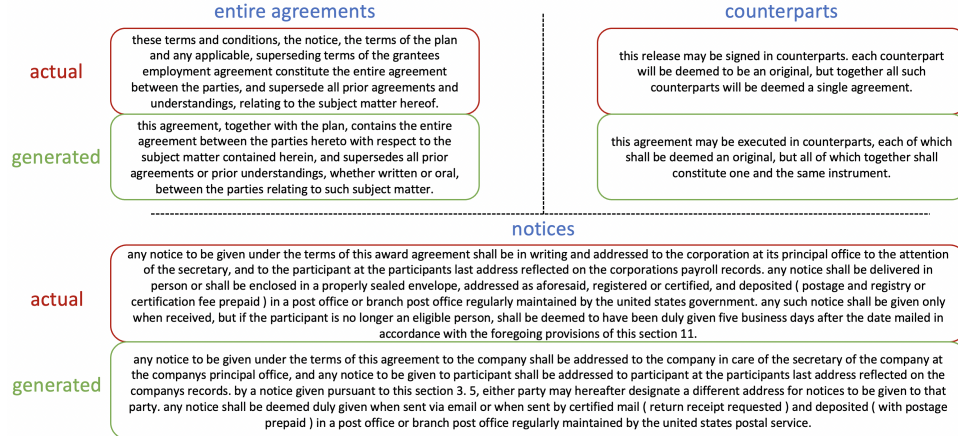 entire agreements
actual
these terms and conditions, the notice, the terms of the plan
and any applicable, superseding terms of the grantees
employment agreement constitute the entire agreement
between the parties, and supersede all prior agreements and
understandings, relating to the subject matter hereof.
generated
this agreement, together with the plan, contains the entire
agreement between the parties hereto with respect to the
subject matter contained herein, and supersedes all prior
agreements or prior understandings, whether written or oral,
between the parties relating to such subject matter.
counterparts
this release may be signed in counterparts. each counterpart
will be deemed to be an original, but together all such
counterparts will be deemed a single agreement.
this agreement may be executed in counterparts, each of which
shall be deemed an original, but all of which together shall
constitute one and the same instrument.
notices
actual
any notice to be given under the terms of this award agreement shall be in writing and addressed to the corporation at its principal office to the attention
of the secretary, and to the participant at the participants last address reflected on the corporations payroll records. any notice shall be delivered in
person or shall be enclosed in a properly sealed envelope, addressed as aforesaid, registered or certified, and deposited ( postage and registry or
certification fee prepaid ) in a post office or branch post office regularly maintained by the united states government. any such notice shall be given only
when received, but if the participant is no longer an eligible person, shall be deemed to have been duly given five business days after the date mailed in
accordance with the foregoing provisions of this section 11.
generated
any notice to be given under the terms of this agreement to the company shall be addressed to the company in care of the secretary of the company at
the companys principal office, and any notice to be given to participant shall be addressed to participant at the participants last address reflected on the
companys records. by a notice given pursuant to this section 3. 5, either party may hereafter designate a different address for notices to be given to that
party. any notice shall be deemed duly given when sent via email or when sent by certified mail ( return receipt requested ) and deposited ( with postage
prepaid ) in a post office or branch post office regularly maintained by the united states postal service.